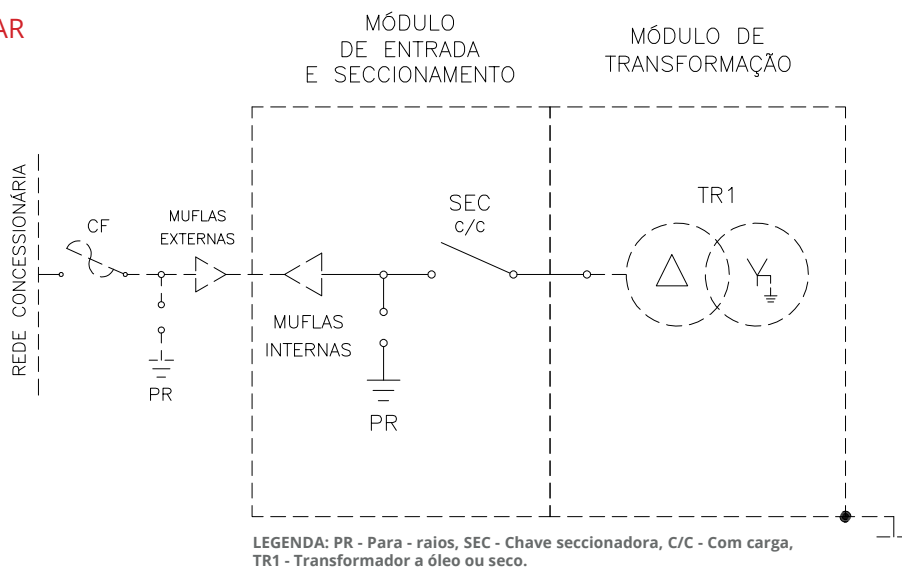 AR
MÓDULO
DE ENTRADA
E SECCIONAMENTO
MÓDULO DE
TRANSFORMAÇÃO
REDE CONCESSIONÁRIA
CF
MUFLAS
EXTERNAS
PR
MUFLAS
INTERNAS
PR
SEC
C/C
TR1
LEGENDA: PR - Para - raios, SEC - Chave seccionadora, C/C - Com carga,
TR1 - Transformador a óleo ou seco.